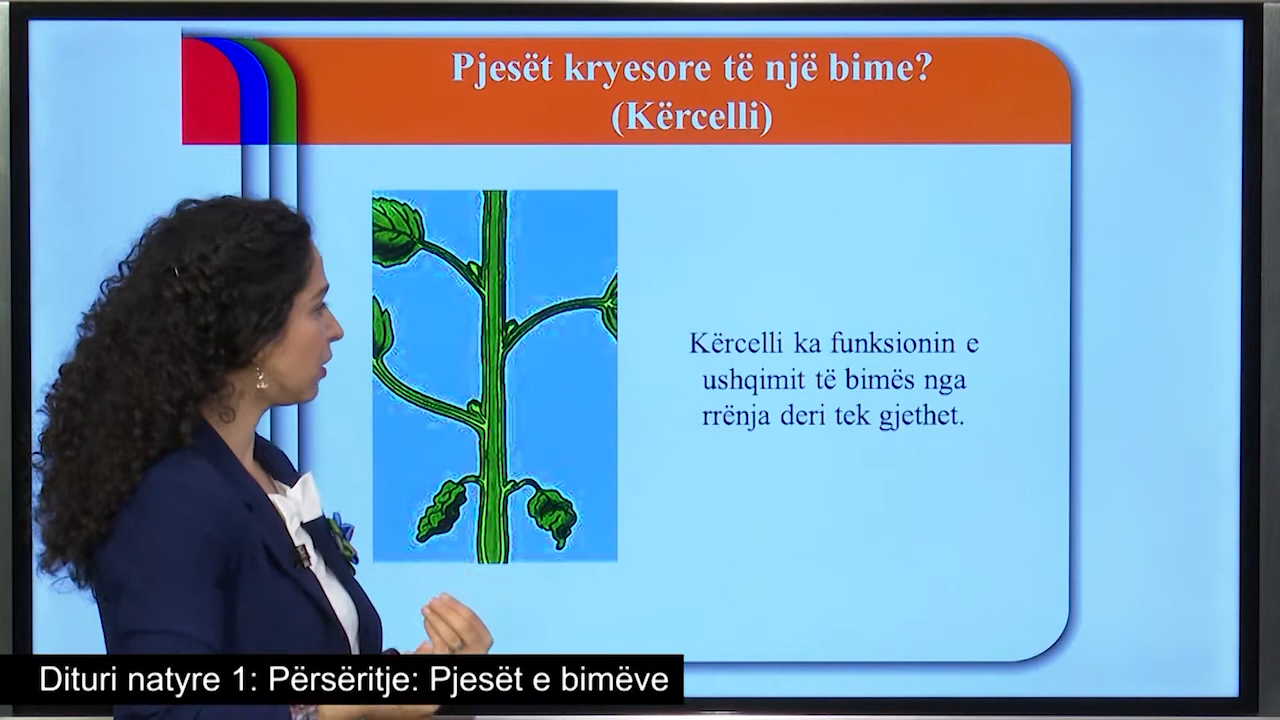 Pjesët kryesore të një bime?
(Kërcelli)
Kërcelli ka funksionin e
ushqimit të bimës nga
rrënja deri tek gjethet.
Dituri natyre 1: Përsëritje: Pjesët e bimëve